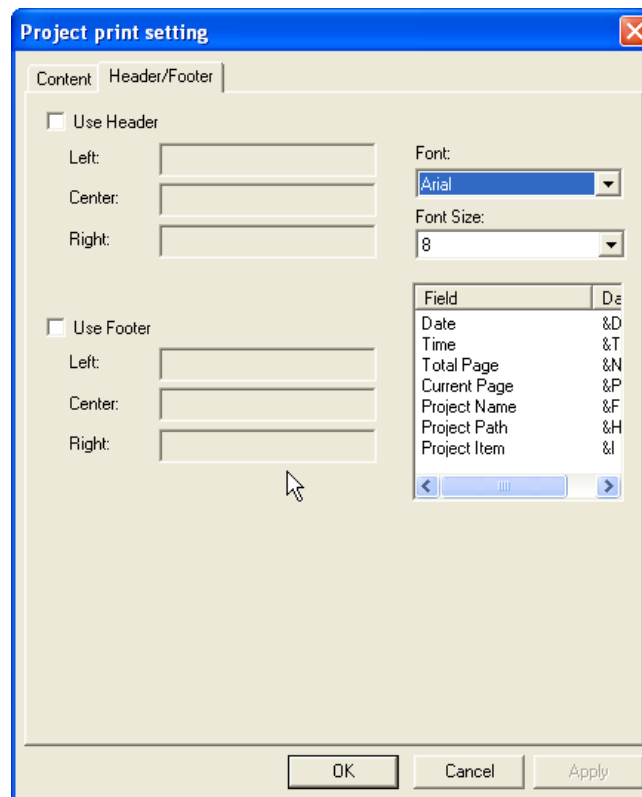 Project print setting
Content Header/Footer
Use Header
Left:
Center:
Right:
Font:
Arial
Font Size:
8
Use Footer
Left:
Center:
Right:
Field Da
Date &D
Time &T
Total Page &N
Current Page &P
Project Name &F
Project Path &H
Project Item &I
OK Cancel Apply